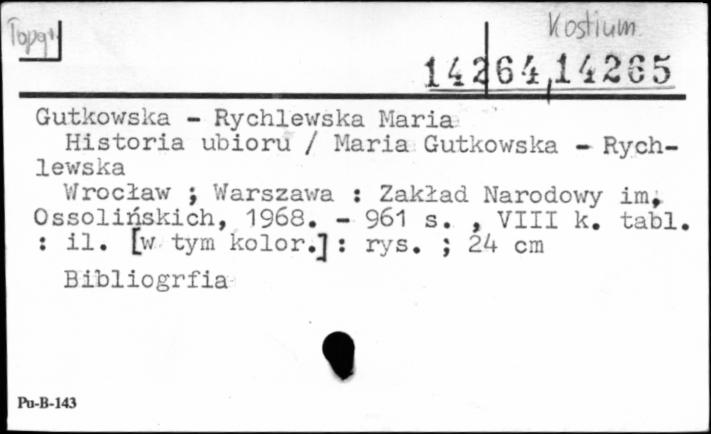 Kostium
14264,14265
Gutkowska - Rychlewska Maria
Historia ubioru / Maria Gutkowska - Rych-
lewska
Wrocław ; Warszawa : Zakład Narodowy im.
Ossolińskich, 1968. - 961 s. , VIII k. tabl.
: il. [w tym kolor.] : rys. ; 24 cm
Bibliogrfia
Pu-B-143